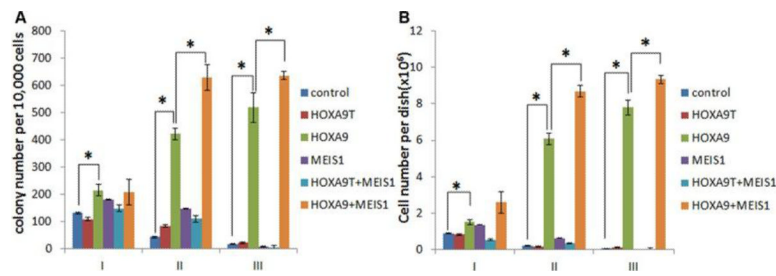 A
colony number per 10,000 cells
800
700
600
500
400
300
200
100
0
*
*
*
*
*
I
II
III
control
HOXA9T
HOXA9
MEIS1
HOXA9T+MEIS1
HOXA9+MEIS1
B
Cell number per dish(x10⁶)
12
10
8
6
4
2
0
*
*
*
*
*
I
II
III
control
HOXA9T
HOXA9
MEIS1
HOXA9T+MEIS1
HOXA9+MEIS1